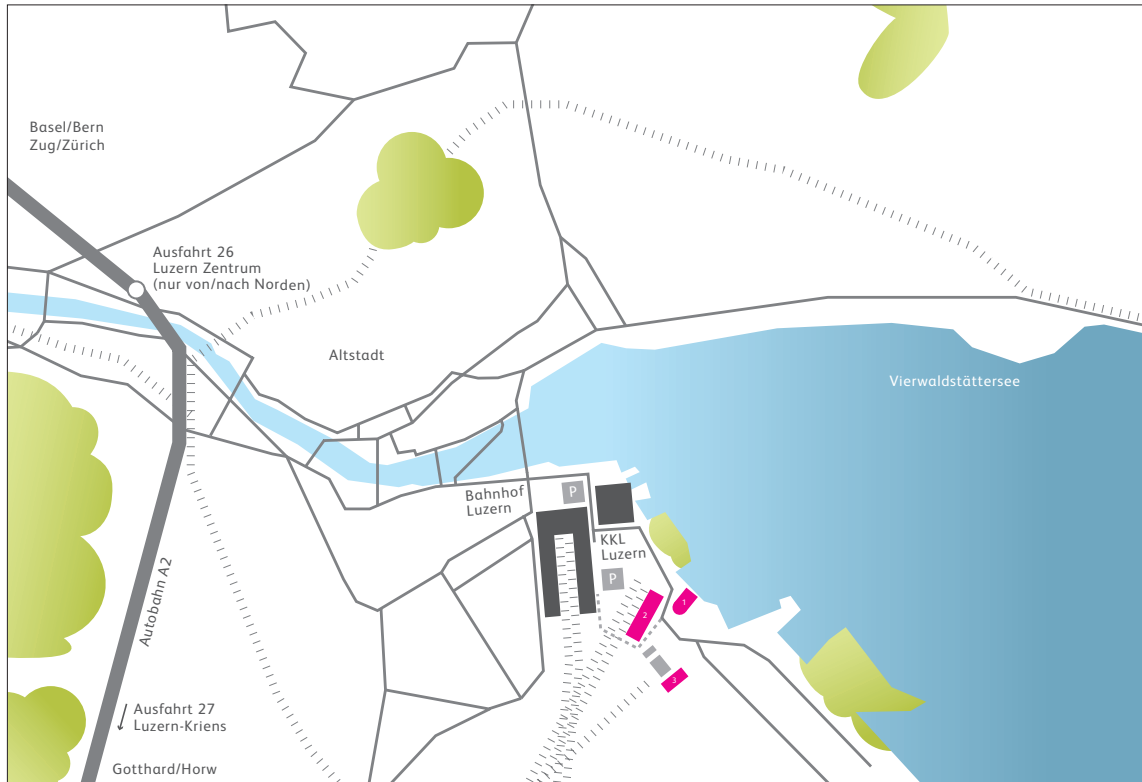 Basel/Bern
Zug/Zürich
Ausfahrt 26
Luzern Zentrum
(nur von/nach Norden)
Altstadt
Vierwaldstättersee
Bahnhof
Luzern
P
KKL
Luzern
P
1
2
3
Autobahn A2
Ausfahrt 27
Luzern-Kriens
Gotthard/Horw